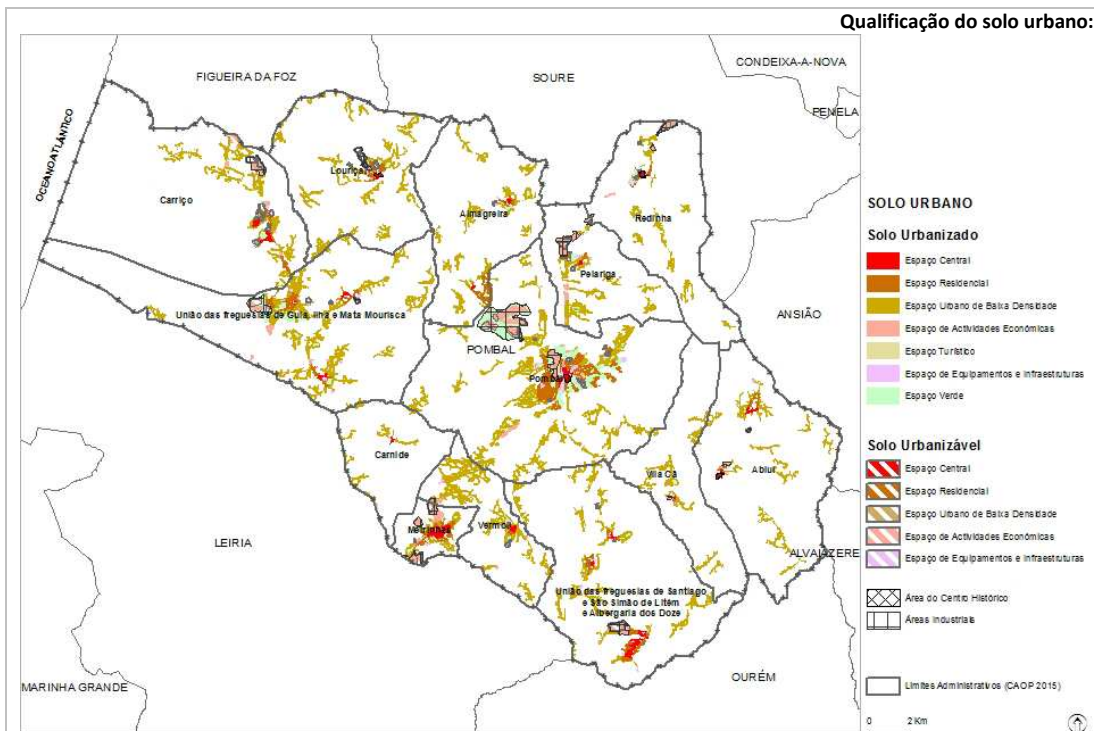 Qualificação do solo urbano:
CONDEIXA-A-NOVA
FIGUEIRA DA FOZ
SOURE
PENELA
OCEANO ATLÂNTICO
Louriçal
Carriço
Almagreira
Redinha
Pelariga
ANSIÃO
União das freguesias de Guia, Ilha e Mata Mourisca
POMBAL
Pombal
Carnide
Vila Cã
Abiul
LEIRIA
Meirinhas
Vermoil
ALVAIÁZERE
União das freguesias de Santiago
e São Simão de Litém
e Albergaria dos Doze
OURÉM
MARINHA GRANDE
SOLO URBANO
Solo Urbanizado
Espaço Central
Espaço Residencial
Espaço Urbano de Baixa Densidade
Espaço de Actividades Económicas
Espaço Turístico
Espaço de Equipamentos e Infraestruturas
Espaço Verde
Solo Urbanizável
Espaço Central
Espaço Residencial
Espaço Urbano de Baixa Densidade
Espaço de Actividades Económicas
Espaço de Equipamentos e Infraestruturas
Área do Centro Histórico
Áreas Industriais
Limites Administrativos (CAOP 2015)
0 2 Km